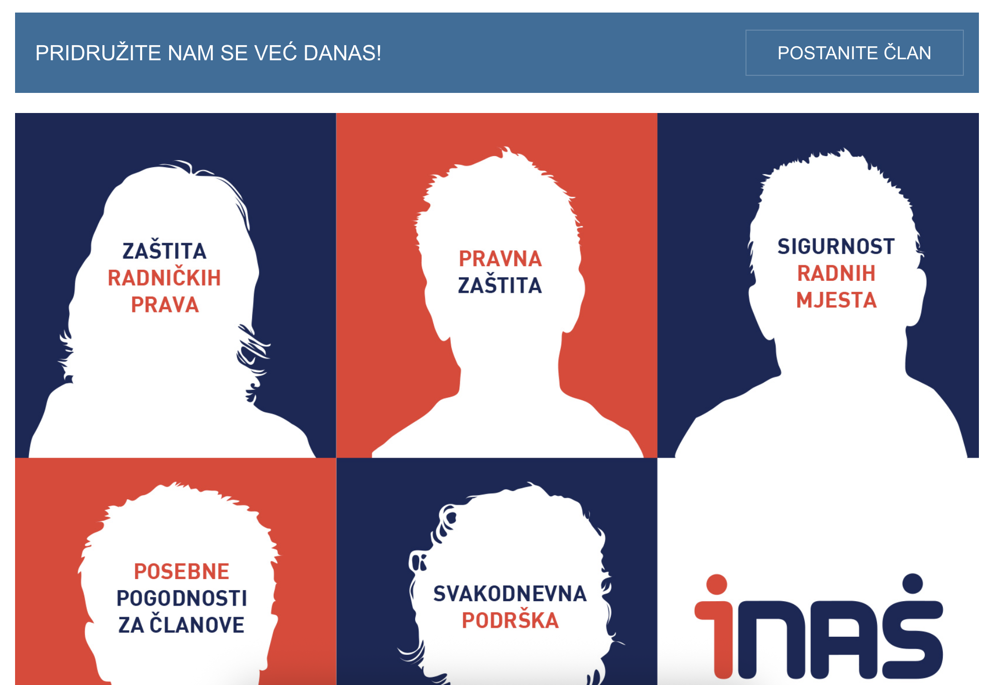 PRIDRUŽITE NAM SE VEĆ DANAS!
POSTANITE ČLAN
ZAŠTITA
RADNIČKIH
PRAVA
PRAVNA
ZAŠTITA
SIGURNOST
RADNIH
MJESTA
POSEBNE
POGODNOSTI
ZA ČLANOVE
SVAKODNEVNA
PODRŠKA
iNAŠ